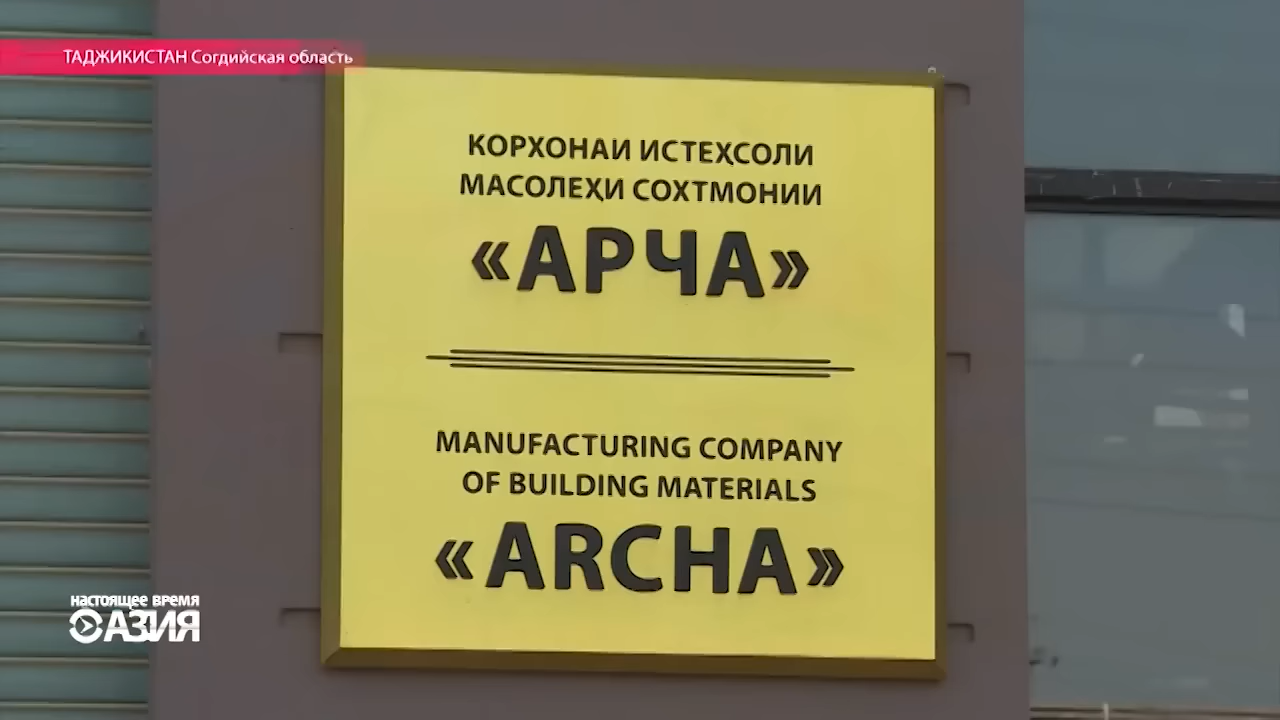 ТАДЖИКИСТАН Согдийская область
КОРХОНАИ ИСТЕҲСОЛИ
МАСОЛЕҲИ СОХТМОНИИ
«АРЧА»
MANUFACTURING COMPANY
OF BUILDING MATERIALS
«ARCHA»
настоящее время
АЗИЯ